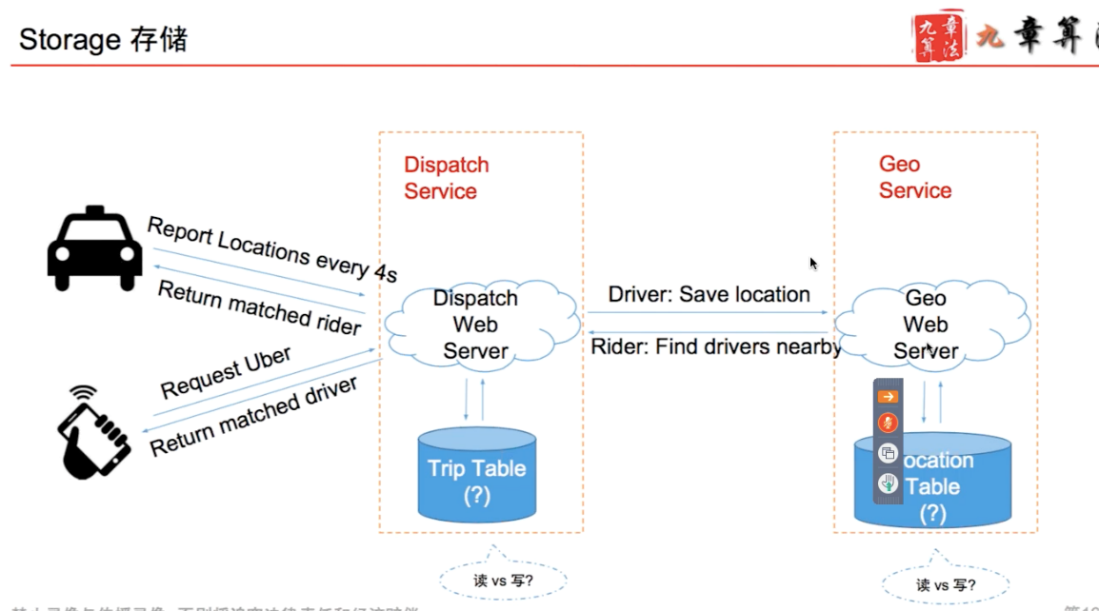 Storage 存储
九章
算法
九章算
Dispatch
Service
Geo
Service
Report Locations every 4s
Return matched rider
Request Uber
Return matched driver
Dispatch
Web
Server
Driver: Save location
Rider: Find drivers nearby
Geo
Web
Server
Trip Table
(?)
ocation
Table
(?)
读 vs 写?
读 vs 写?